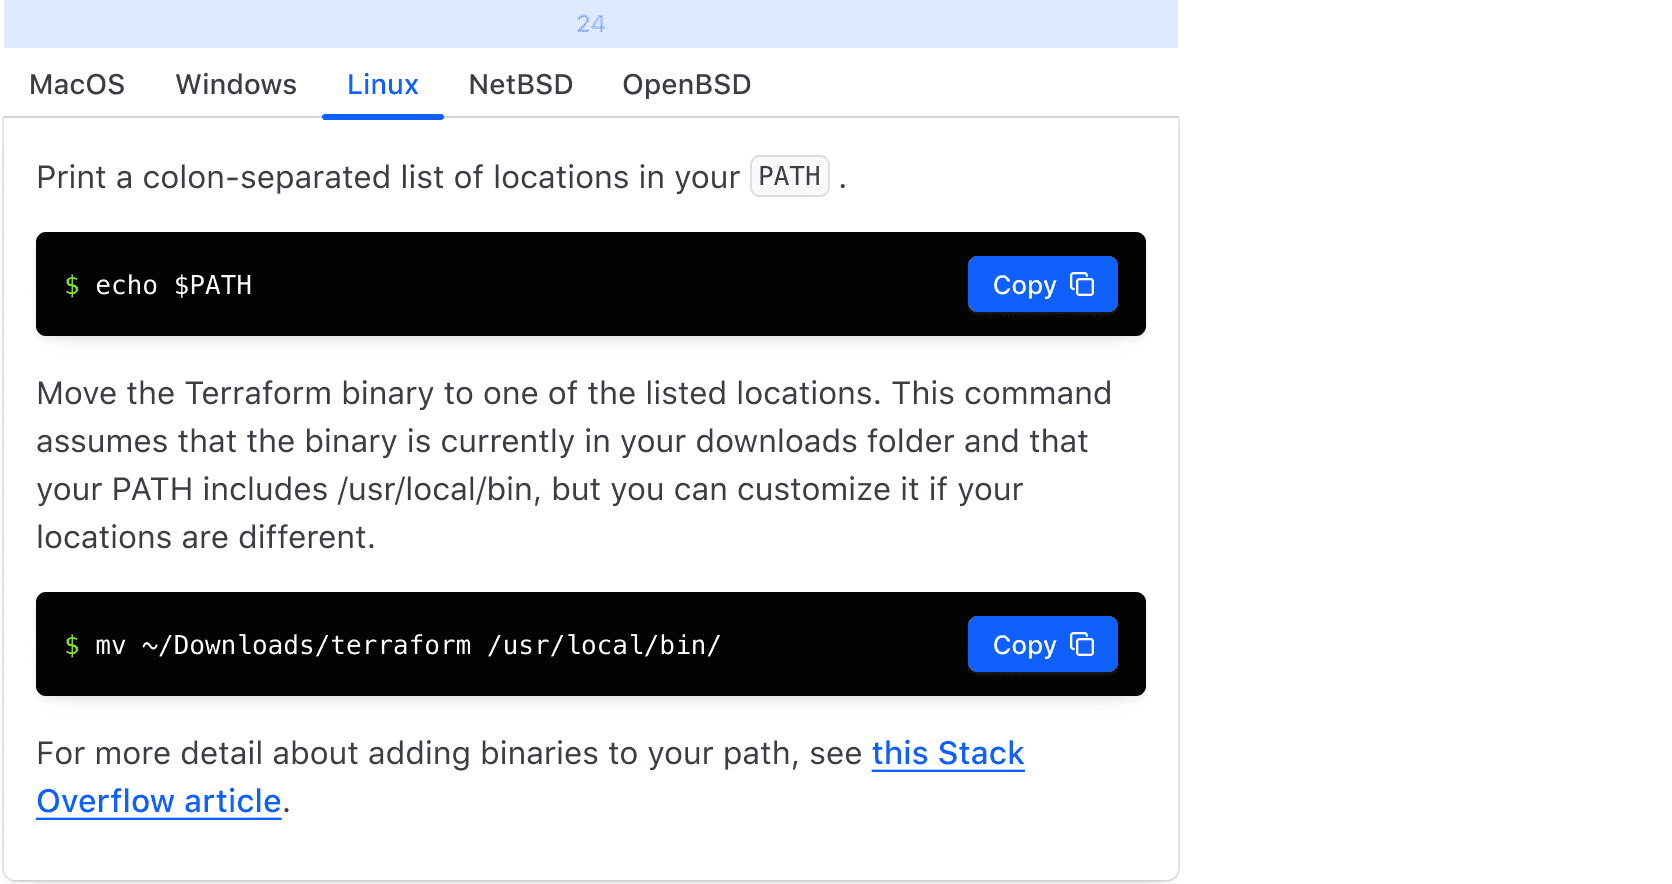 24
MacOS Windows Linux NetBSD OpenBSD
Print a colon-separated list of locations in your PATH .
$ echo $PATH Copy
Move the Terraform binary to one of the listed locations. This command
assumes that the binary is currently in your downloads folder and that
your PATH includes /usr/local/bin, but you can customize it if your
locations are different.
$ mv ~/Downloads/terraform /usr/local/bin/ Copy
For more detail about adding binaries to your path, see this Stack
Overflow article.